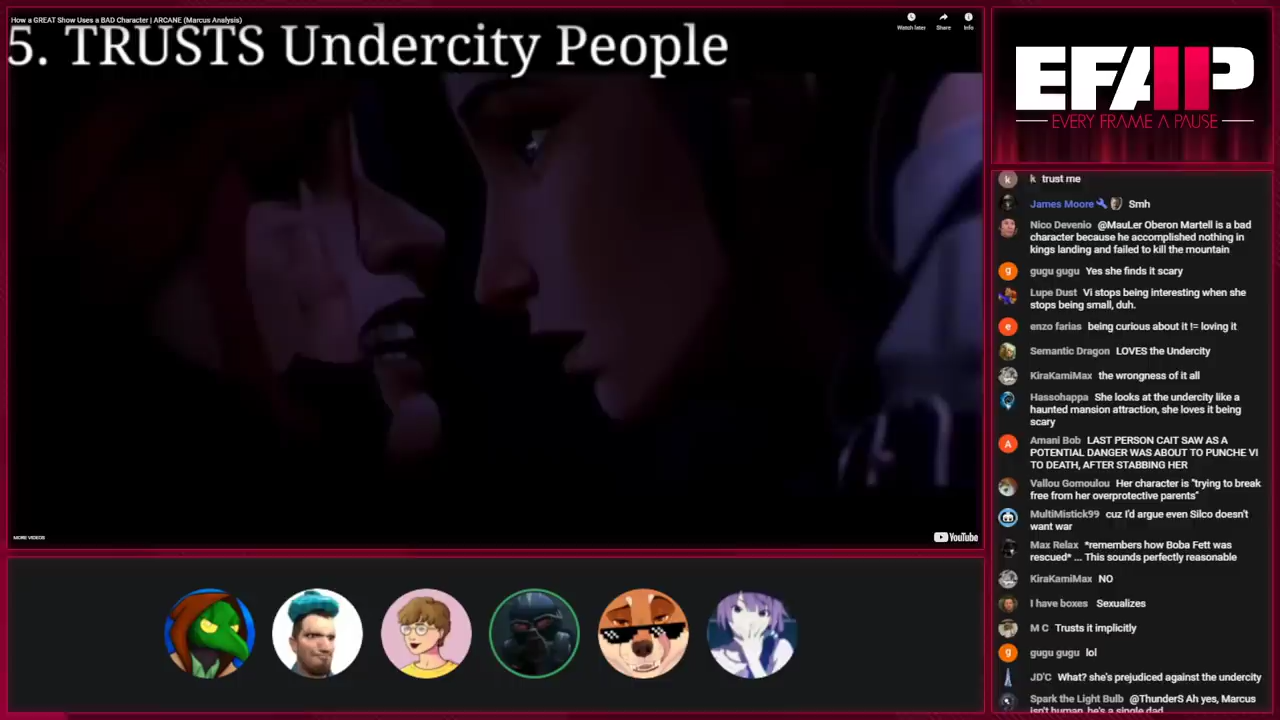 How a GREAT Show Uses a BAD Character | ARCANE (Marcus Analysis)
Watch later
Share
Info
5. TRUSTS Undercity People
MORE VIDEOS
YouTube
EFAP
EVERY FRAME A PAUSE
k k trust me
James Moore Smh
Nico Devenio @MauLer Oberon Martell is a bad
character because he accomplished nothing in
kings landing and failed to kill the mountain
g gugu gugu Yes she finds it scary
Lupe Dust Vi stops being interesting when she
stops being small, duh.
e enzo farias being curious about it != loving it
Semantic Dragon LOVES the Undercity
KiraKamiMax the wrongness of it all
Hassohappa She looks at the undercity like a
haunted mansion attraction, she loves it being
scary
A Amani Bob LAST PERSON CAIT SAW AS A
POTENTIAL DANGER WAS ABOUT TO PUNCHE VI
TO DEATH, AFTER STABBING HER
Vallou Gomoulou Her character is "trying to break
free from her overprotective parents"
MultiMistick99 cuz I'd argue even Silco doesn't
want war
Max Relax *remembers how Boba Fett was
rescued* ... This sounds perfectly reasonable
KiraKamiMax NO
I have boxes Sexualizes
M C Trusts it implicitly
g gugu gugu lol
JD'C What? she's prejudiced against the undercity
Spark the Light Bulb @ThunderS Ah yes, Marcus
isn't human, he's a single dad